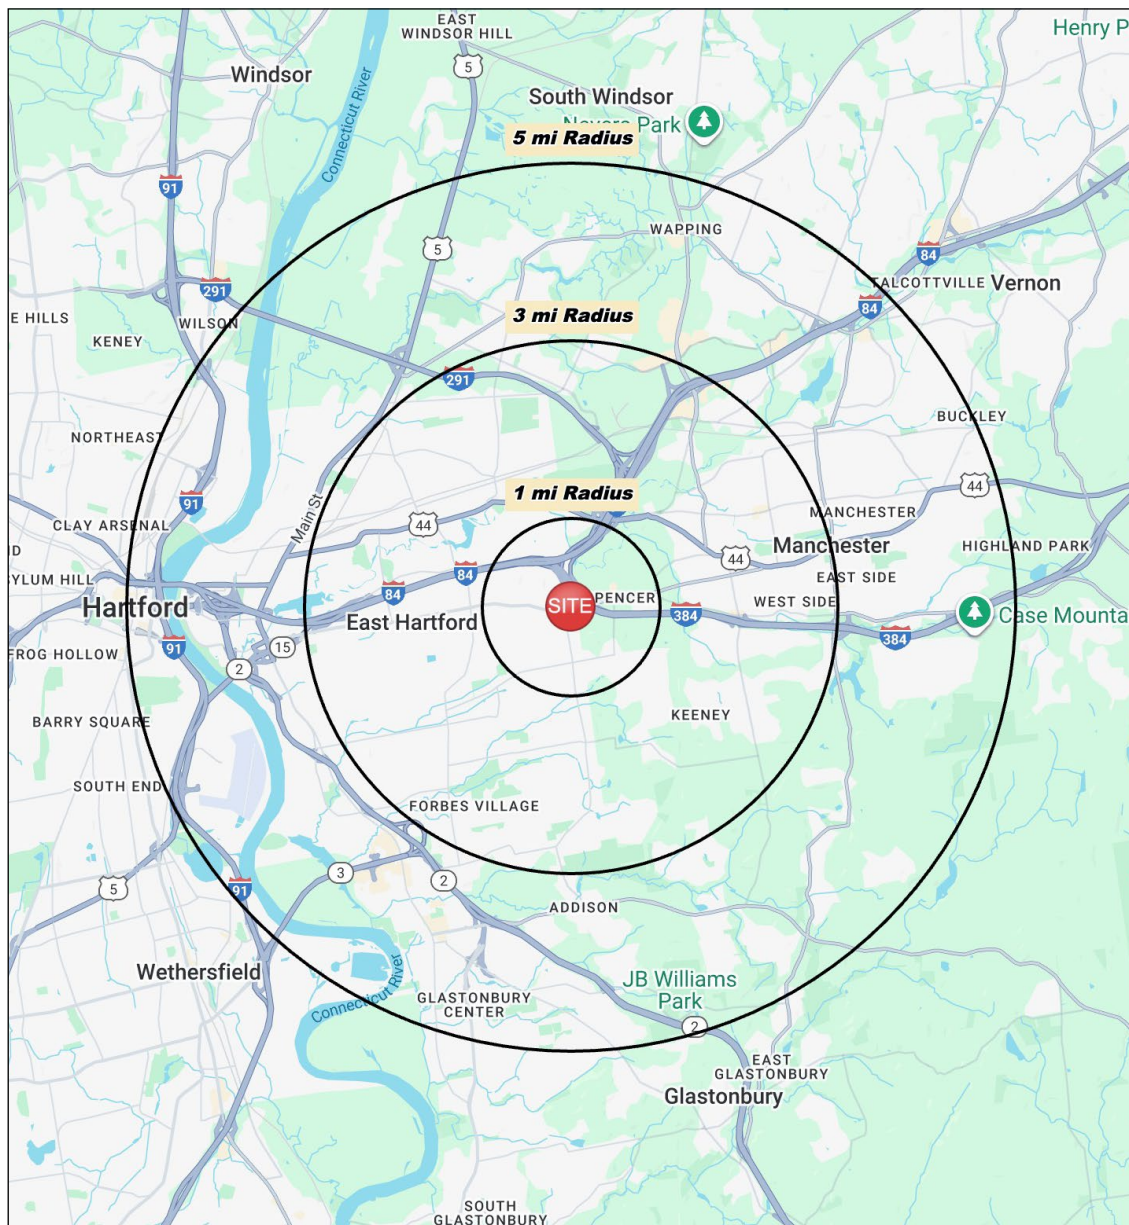 EAST
WINDSOR HILL
Henry P
5
Windsor
South Windsor
Nevers Park
5 mi Radius
Connecticut River
91
WAPPING
5
84
TALCOTTVILLE
Vernon
291
84
3 mi Radius
E HILLS
WILSON
KENEY
291
BUCKLEY
NORTHEAST
44
1 mi Radius
91
Main St
MANCHESTER
CLAY ARSENAL
44
Manchester
HIGHLAND PARK
ND
44
84
EAST SIDE
SYLUM HILL
84
SITE
PENCER
WEST SIDE
Hartford
East Hartford
384
Case Mounta
384
91
15
FROG HOLLOW
2
BARRY SQUARE
KEENEY
SOUTH END
FORBES VILLAGE
3
2
5
91
ADDISON
Wethersfield
JB Williams
Park
Connecticut River
GLASTONBURY
CENTER
2
EAST
GLASTONBURY
Glastonbury
SOUTH
GLASTONBURY